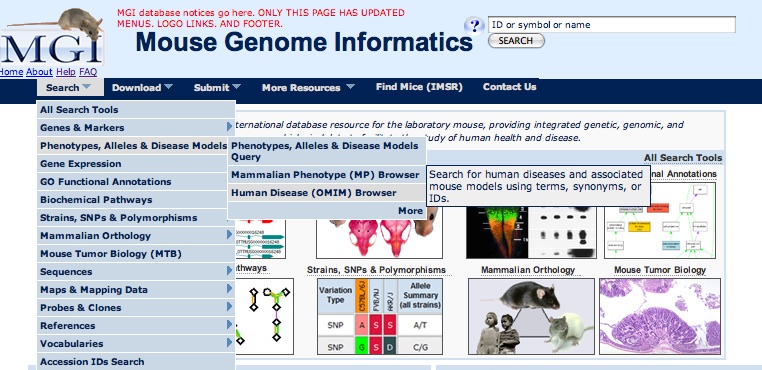 MGI database notices go here. ONLY THIS PAGE HAS UPDATED
MENUS. LOGO LINKS. AND FOOTER.
MGI
Mouse Genome Informatics
?
ID or symbol or name
SEARCH
Home About Help FAQ
Search Download Submit More Resources Find Mice (IMSR) Contact Us
All Search Tools
Genes & Markers
Phenotypes, Alleles & Disease Models
Gene Expression
GO Functional Annotations
Biochemical Pathways
Strains, SNPs & Polymorphisms
Mammalian Orthology
Mouse Tumor Biology (MTB)
Sequences
Maps & Mapping Data
Probes & Clones
References
Vocabularies
Accession IDs Search
Phenotypes, Alleles & Disease Models
Query
Mammalian Phenotype (MP) Browser
Human Disease (OMIM) Browser
More
Search for human diseases and associated
mouse models using terms, synonyms, or
IDs.
ternational database resource for the laboratory mouse, providing integrated genetic, genomic, and
study of human health and disease.
All Search Tools
nal Annotations
thways
Strains, SNPs & Polymorphisms
Mammalian Orthology
Mouse Tumor Biology
Variation
Type
C57BL/6J
FVB/NJ
AKR/J
Allele
Summary
(all strains)
SNP A S S A/T
SNP G S D C/G